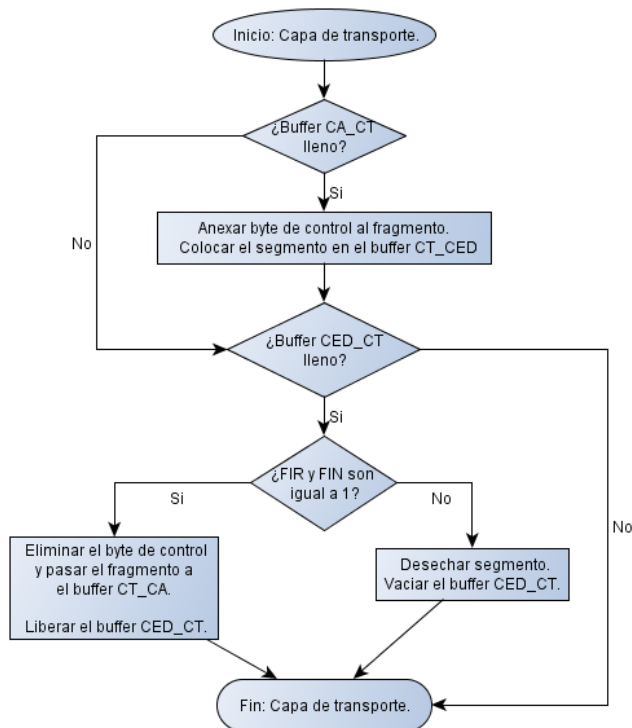 Inicio: Capa de transporte.
¿Buffer CA_CT
lleno?
Si
No
Anexar byte de control al fragmento.
Colocar el segmento en el buffer CT_CED
¿Buffer CED_CT
lleno?
Si
No
¿FIR y FIN son
igual a 1?
Si
No
Eliminar el byte de control
y pasar el fragmento a
el buffer CT_CA.
Liberar el buffer CED_CT.
Desechar segmento.
Vaciar el buffer CED_CT.
Fin: Capa de transporte.